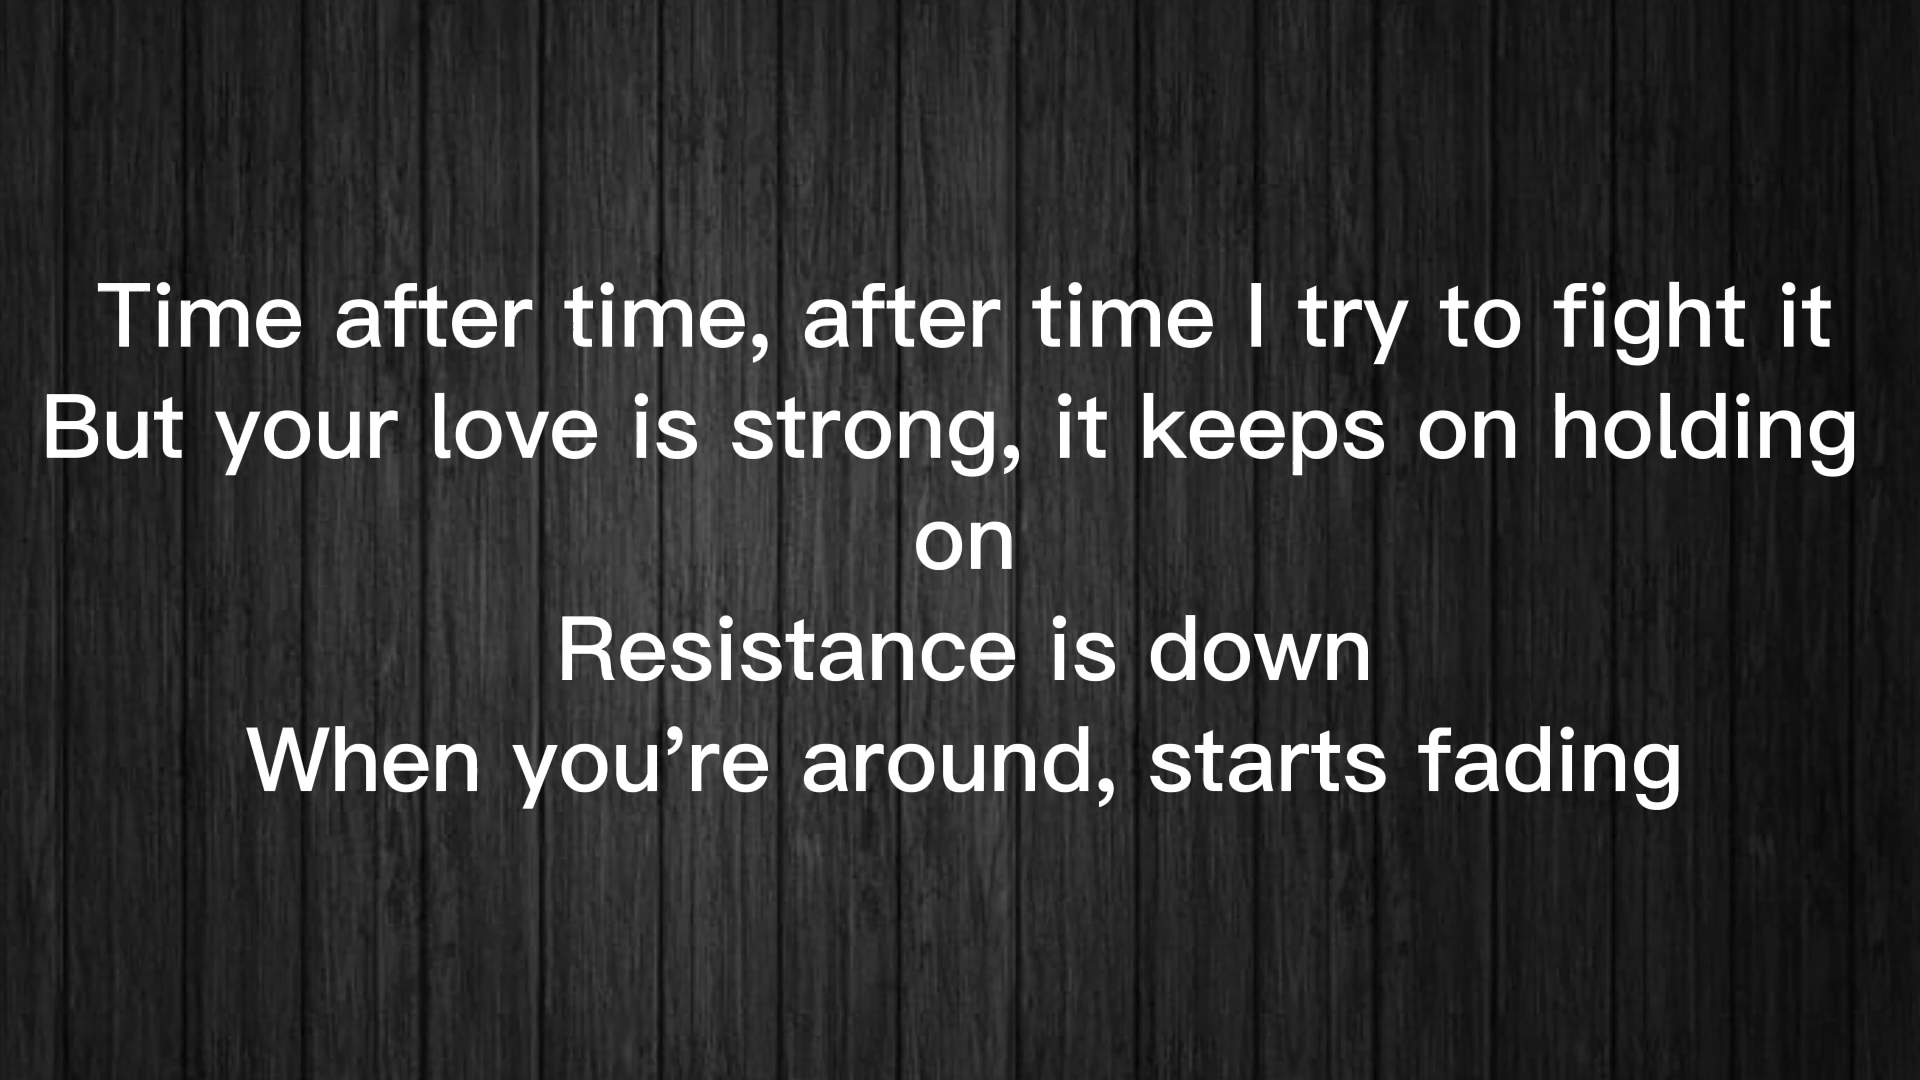 Time after time, after time I try to fight it
But your love is strong, it keeps on holding
on
Resistance is down
When you’re around, starts fading